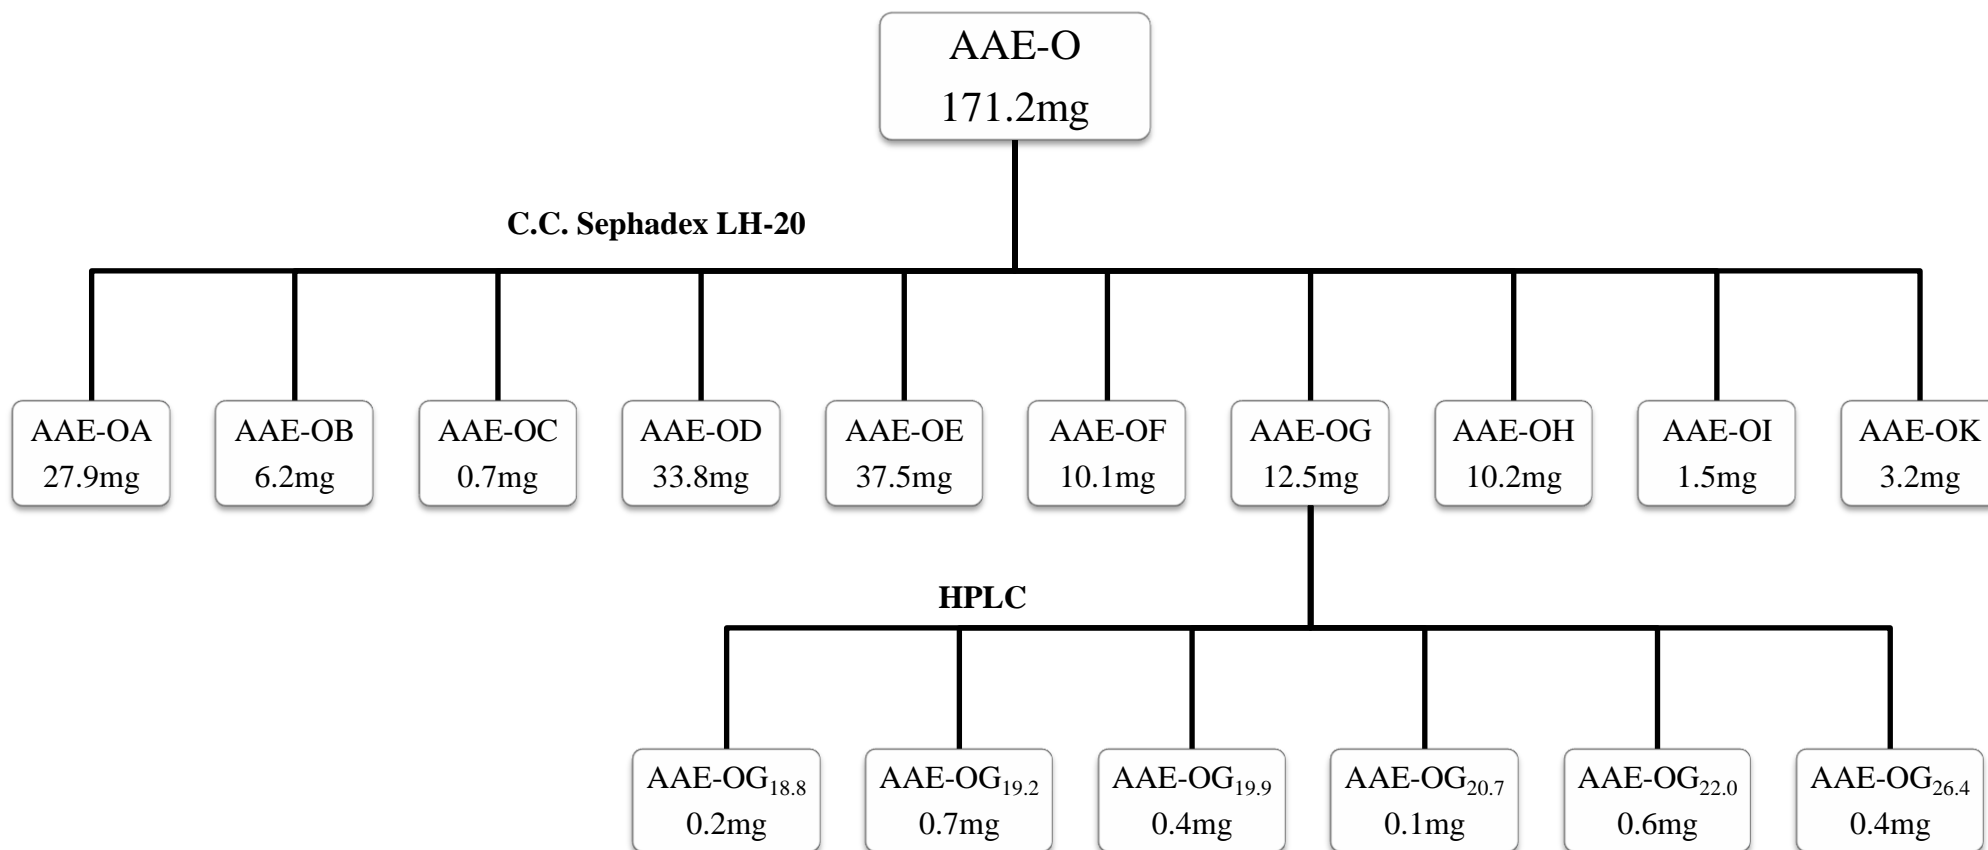 AAE-O
171.2mg
C.C. Sephadex LH-20
AAE-OA
27.9mg
AAE-OB
6.2mg
AAE-OC
0.7mg
AAE-OD
33.8mg
AAE-OE
37.5mg
AAE-OF
10.1mg
AAE-OG
12.5mg
AAE-OH
10.2mg
AAE-OI
1.5mg
AAE-OK
3.2mg
HPLC
AAE-OG18.8
0.2mg
AAE-OG19.2
0.7mg
AAE-OG19.9
0.4mg
AAE-OG20.7
0.1mg
AAE-OG22.0
0.6mg
AAE-OG26.4
0.4mg